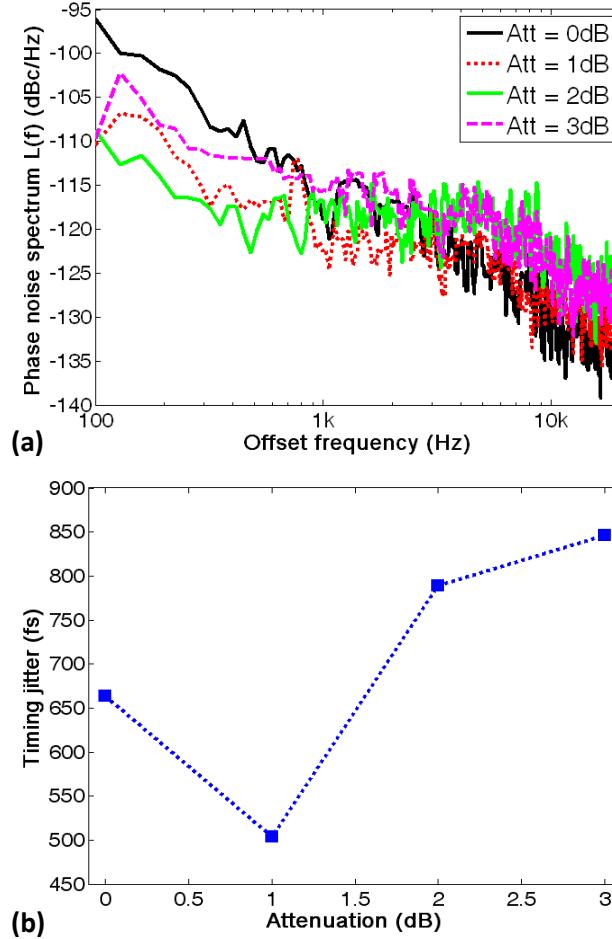 -95
-100
-105
-110
-115
-120
-125
-130
-135
-140
Phase noise spectrum L(f) (dBc/Hz)
Att = 0dB
Att = 1dB
Att = 2dB
Att = 3dB
100
1k
10k
Offset frequency (Hz)
(a)
900
850
800
750
700
650
600
550
500
450
Timing jitter (fs)
0
0.5
1
1.5
2
2.5
3
Attenuation (dB)
(b)